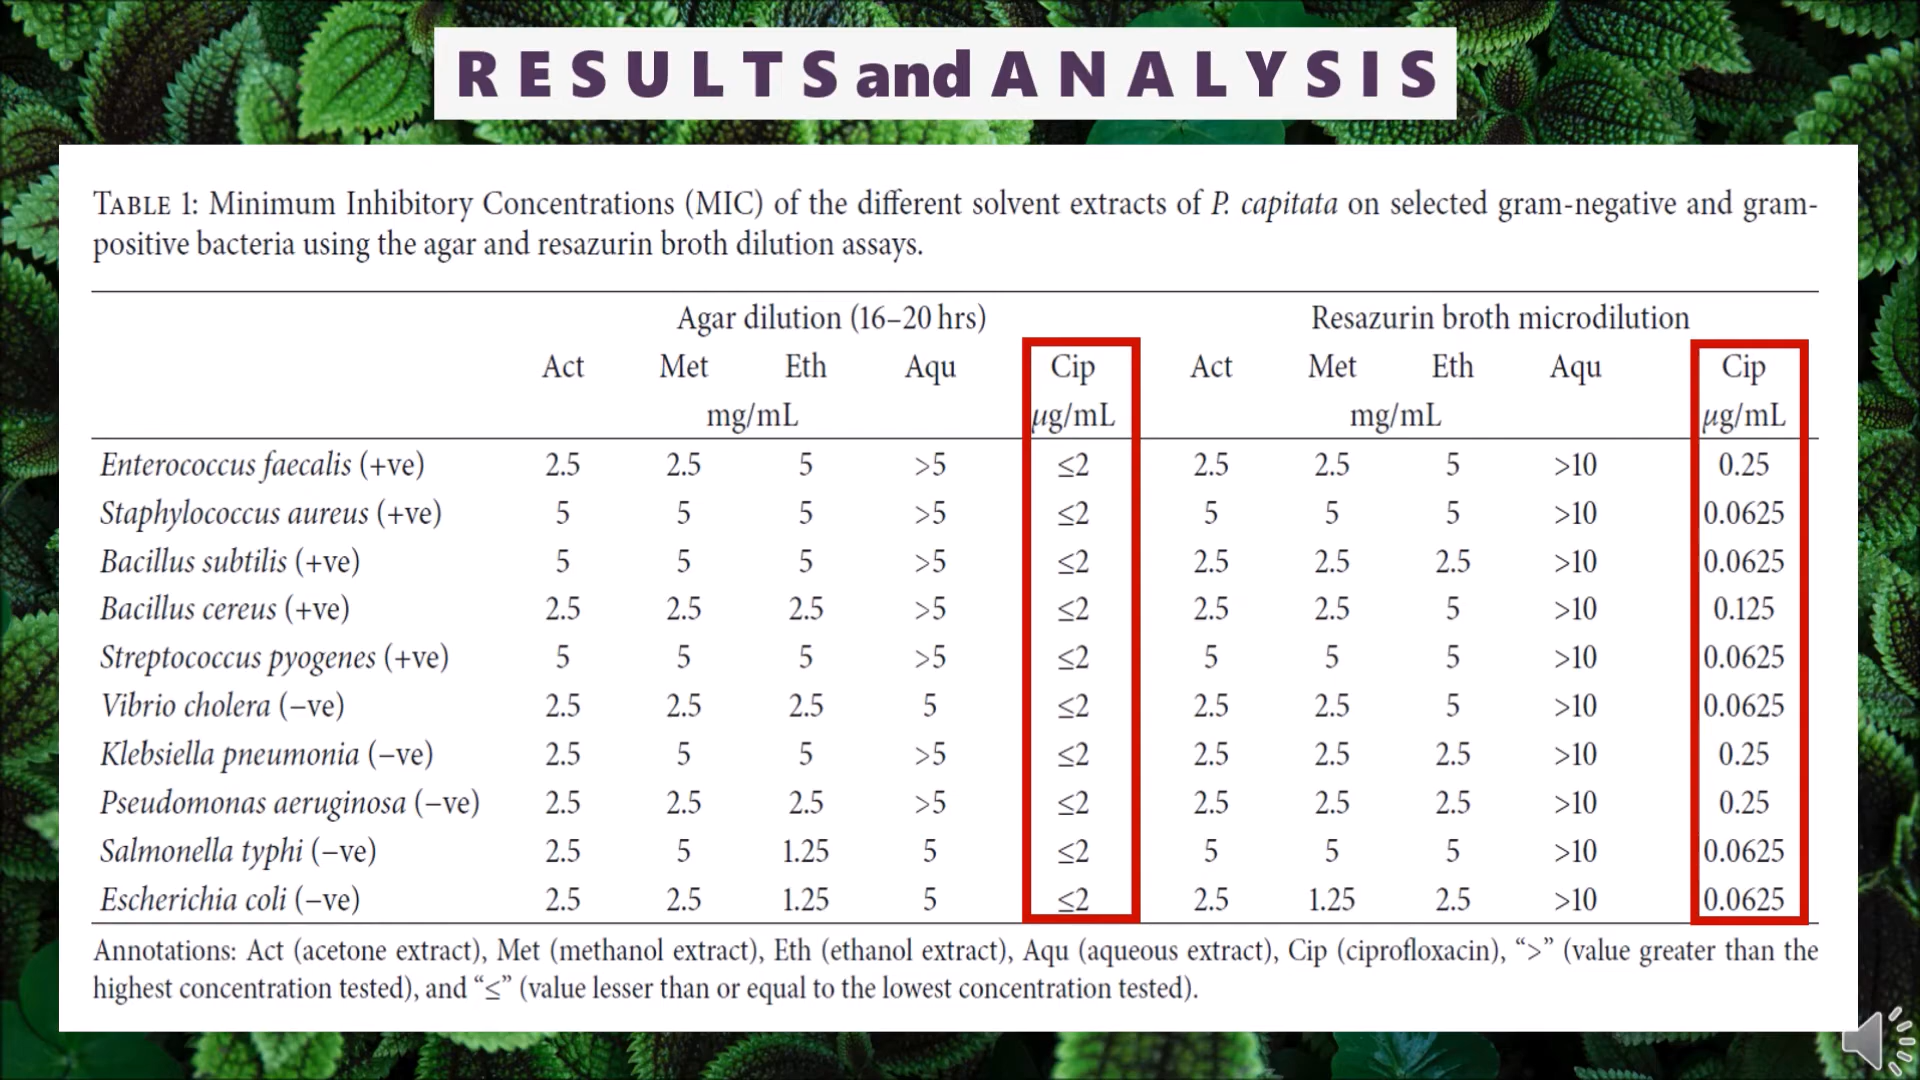 R E S U L T S and A N A L Y S I S
TABLE 1: Minimum Inhibitory Concentrations (MIC) of the different solvent extracts of P. capitata on selected gram-negative and gram-
positive bacteria using the agar and resazurin broth dilution assays.
Agar dilution (16–20 hrs) Resazurin broth microdilution
Act Met Eth Aqu Cip Act Met Eth Aqu Cip
mg/mL μg/mL mg/mL μg/mL
Enterococcus faecalis (+ve) 2.5 2.5 5 >5 ≤2 2.5 2.5 5 >10 0.25
Staphylococcus aureus (+ve) 5 5 5 >5 ≤2 5 5 5 >10 0.0625
Bacillus subtilis (+ve) 5 5 5 >5 ≤2 2.5 2.5 2.5 >10 0.0625
Bacillus cereus (+ve) 2.5 2.5 2.5 >5 ≤2 2.5 2.5 5 >10 0.125
Streptococcus pyogenes (+ve) 5 5 5 >5 ≤2 5 5 5 >10 0.0625
Vibrio cholera (−ve) 2.5 2.5 2.5 5 ≤2 2.5 2.5 5 >10 0.0625
Klebsiella pneumonia (−ve) 2.5 5 5 >5 ≤2 2.5 2.5 2.5 >10 0.25
Pseudomonas aeruginosa (−ve) 2.5 2.5 2.5 >5 ≤2 2.5 2.5 2.5 >10 0.25
Salmonella typhi (−ve) 2.5 5 1.25 5 ≤2 5 5 5 >10 0.0625
Escherichia coli (−ve) 2.5 2.5 1.25 5 ≤2 2.5 1.25 2.5 >10 0.0625
Annotations: Act (acetone extract), Met (methanol extract), Eth (ethanol extract), Aqu (aqueous extract), Cip (ciprofloxacin), “>” (value greater than the
highest concentration tested), and “≤” (value lesser than or equal to the lowest concentration tested).